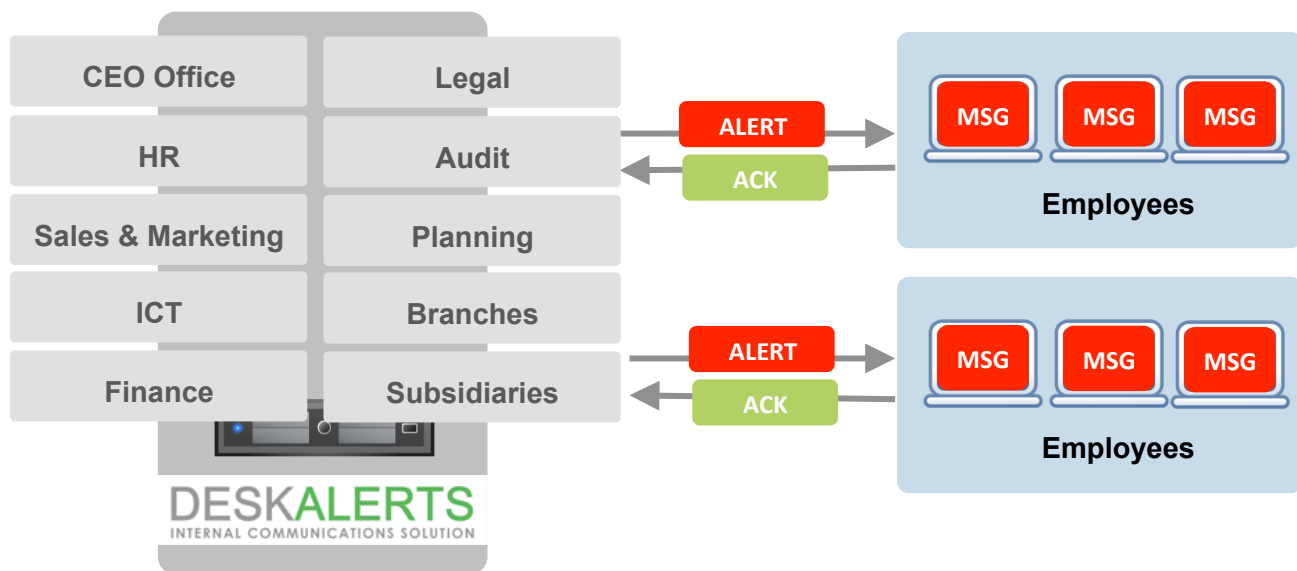 CEO Office
Legal
HR
Audit
Sales & Marketing
Planning
ICT
Branches
Finance
Subsidiaries
DESKALERTS
INTERNAL COMMUNICATIONS SOLUTION
ALERT
ACK
MSG MSG MSG
Employees
ALERT
ACK
MSG MSG MSG
Employees